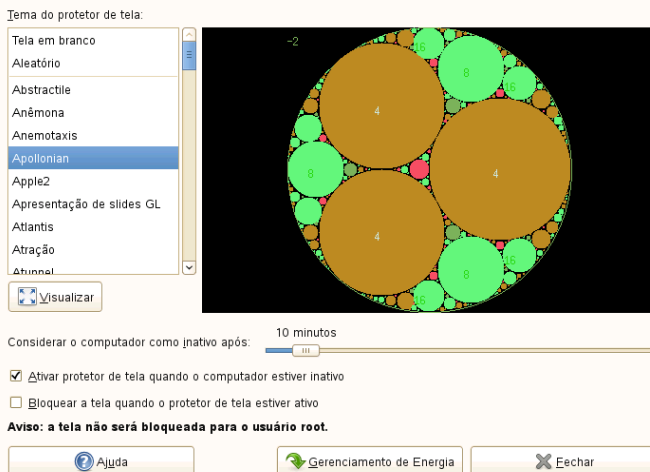 Tema do protetor de tela:
Tela em branco
Aleatório
Abstractile
Anêmona
Anemotaxis
Apollonian
Apple2
Apresentação de slides GL
Atlantis
Atração
Atunnel
Visualizar
-2
16
8
16
4
4
8
4
8
16
16
10 minutos
Considerar o computador como inativo após:
Ativar protetor de tela quando o computador estiver inativo
Bloquear a tela quando o protetor de tela estiver ativo
Aviso: a tela não será bloqueada para o usuário root.
Ajuda
Gerenciamento de Energia
Fechar